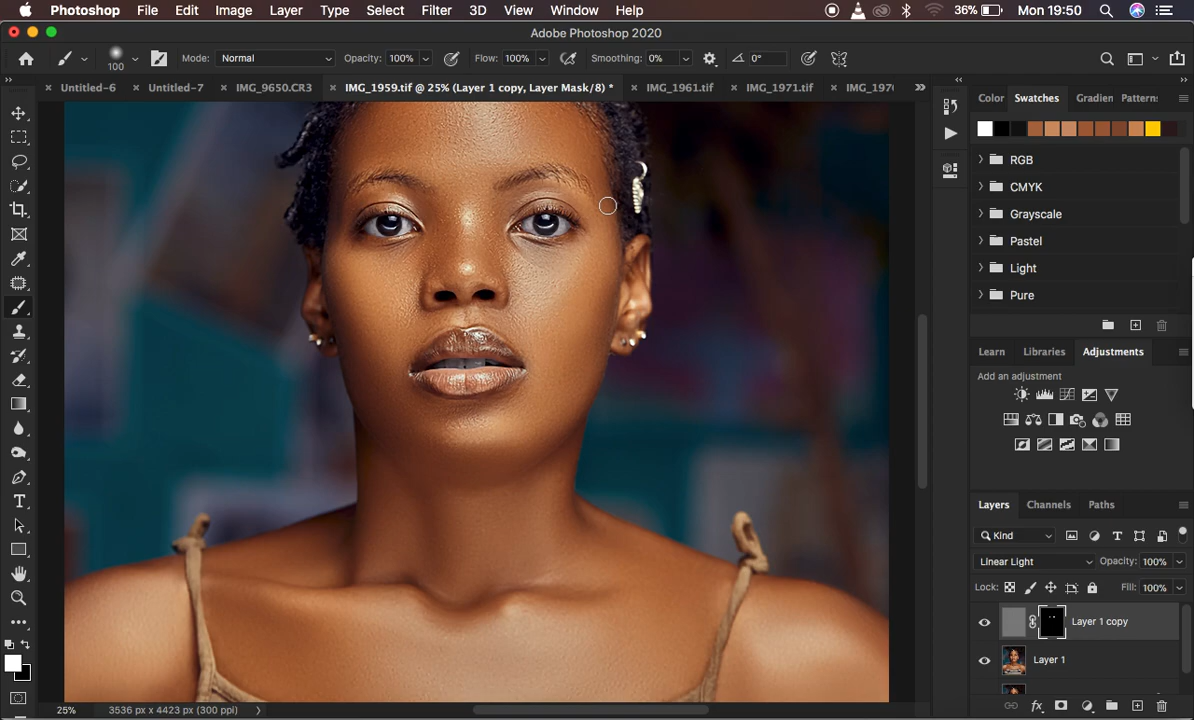 Photoshop File Edit Image Layer Type Select Filter 3D View Window Help 36% Mon 19:50
Adobe Photoshop 2020
100 Mode: Normal Opacity: 100% Flow: 100% Smoothing: 0% 0°
Untitled-6 Untitled-7 IMG_9650.CR3 IMG_1959.tif @ 25% (Layer 1 copy, Layer Mask/8) * IMG_1961.tif IMG_1971.tif
Color Swatches Gradien Pattern:
RGB
CMYK
Grayscale
Pastel
Light
Pure
Learn Libraries Adjustments
Add an adjustment
Layers Channels Paths
Kind
Linear Light Opacity: 100%
Lock: Fill: 100%
Layer 1 copy
Layer 1
25% 3536 px x 4423 px (300 ppi)